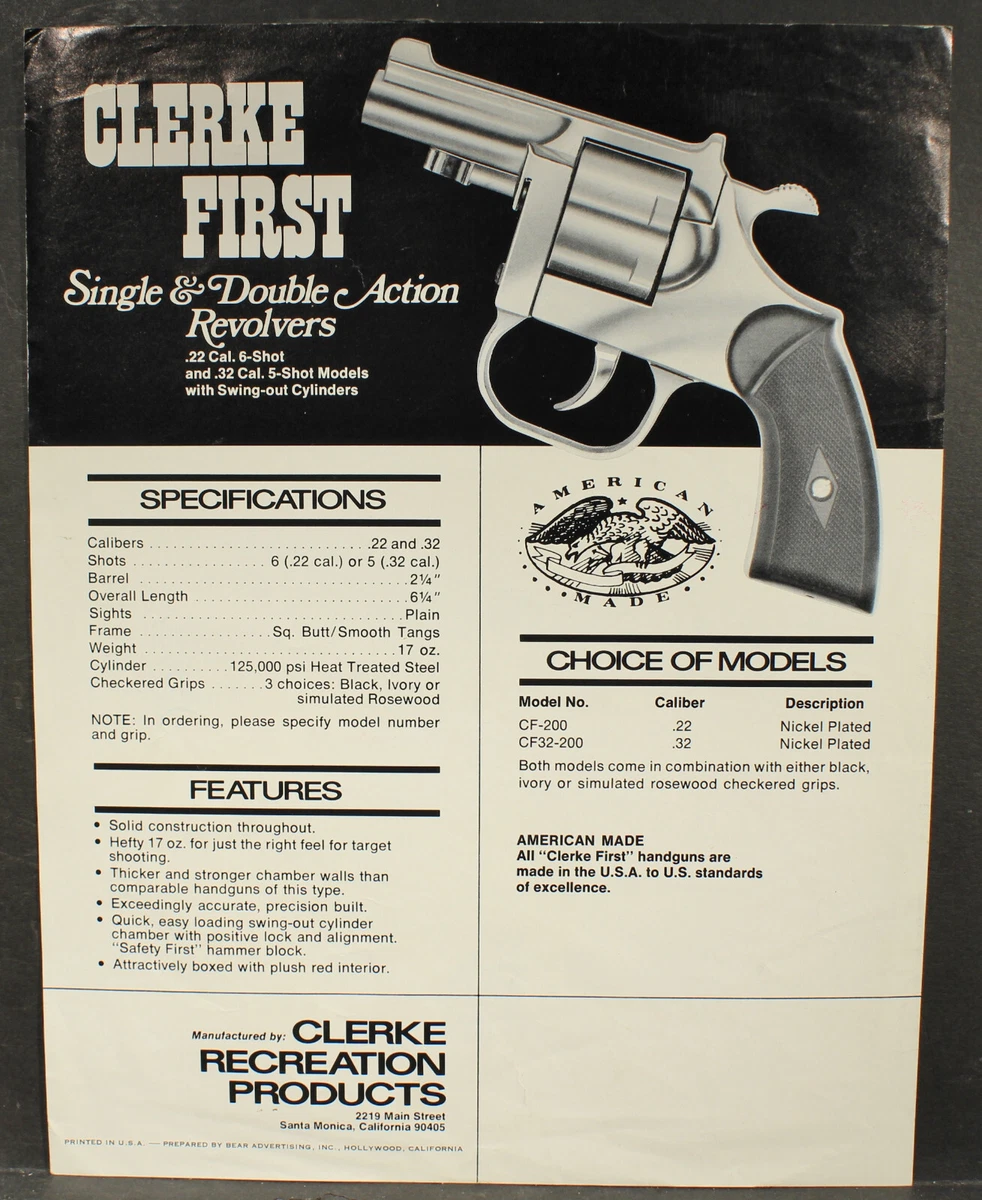 CLERKE
FIRST
Single & Double Action
Revolvers
.22 Cal. 6-Shot
and .32 Cal. 5-Shot Models
with Swing-out Cylinders
SPECIFICATIONS
Calibers . . . . . . . . . . . . . . . . . . . . . . . . . .22 and .32
Shots . . . . . . . . . . . . . . 6 (.22 cal.) or 5 (.32 cal.)
Barrel . . . . . . . . . . . . . . . . . . . . . . . . . . . . . . . 2¼"
Overall Length . . . . . . . . . . . . . . . . . . . . . . . . 6¼"
Sights . . . . . . . . . . . . . . . . . . . . . . . . . . . . . . Plain
Frame . . . . . . . . . . . . . . . Sq. Butt/Smooth Tangs
Weight . . . . . . . . . . . . . . . . . . . . . . . . . . . . . 17 oz.
Cylinder . . . . . . . . . 125,000 psi Heat Treated Steel
Checkered Grips . . . . . . . 3 choices: Black, Ivory or
simulated Rosewood
NOTE: In ordering, please specify model number
and grip.
FEATURES
• Solid construction throughout.
• Hefty 17 oz. for just the right feel for target
shooting.
• Thicker and stronger chamber walls than
comparable handguns of this type.
• Exceedingly accurate, precision built.
• Quick, easy loading swing-out cylinder
chamber with positive lock and alignment.
"Safety First" hammer block.
• Attractively boxed with plush red interior.
AMERICAN
MADE
CHOICE OF MODELS
Model No. Caliber Description
CF-200 .22 Nickel Plated
CF32-200 .32 Nickel Plated
Both models come in combination with either black,
ivory or simulated rosewood checkered grips.
AMERICAN MADE
All "Clerke First" handguns are
made in the U.S.A. to U.S. standards
of excellence.
Manufactured by: CLERKE
RECREATION
PRODUCTS
2219 Main Street
Santa Monica, California 90405
PRINTED IN U.S.A. — PREPARED BY BEAR ADVERTISING, INC., HOLLYWOOD, CALIFORNIA